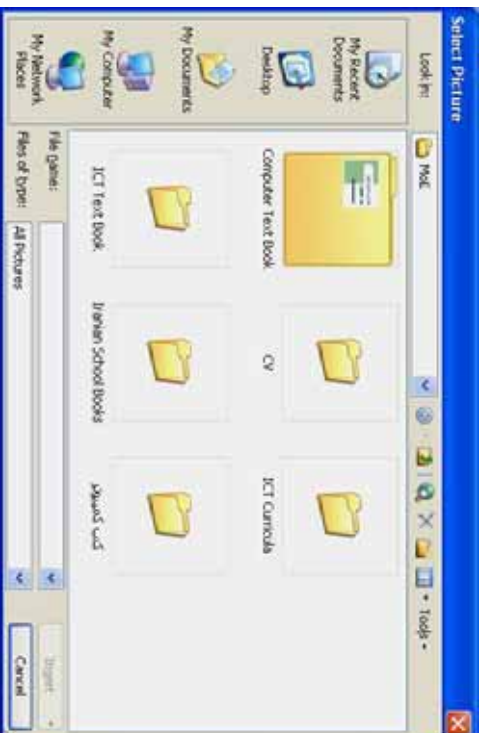 Select Picture
Look in:
MoE
Tools
My Recent
Documents
Desktop
My Documents
My Computer
My Network
Places
Computer Text Book
CV
ICT Curricula
ICT Text Book
Iranian School Books
کتب کمپیوتر
File name:
Files of type:
All Pictures
Insert
Cancel